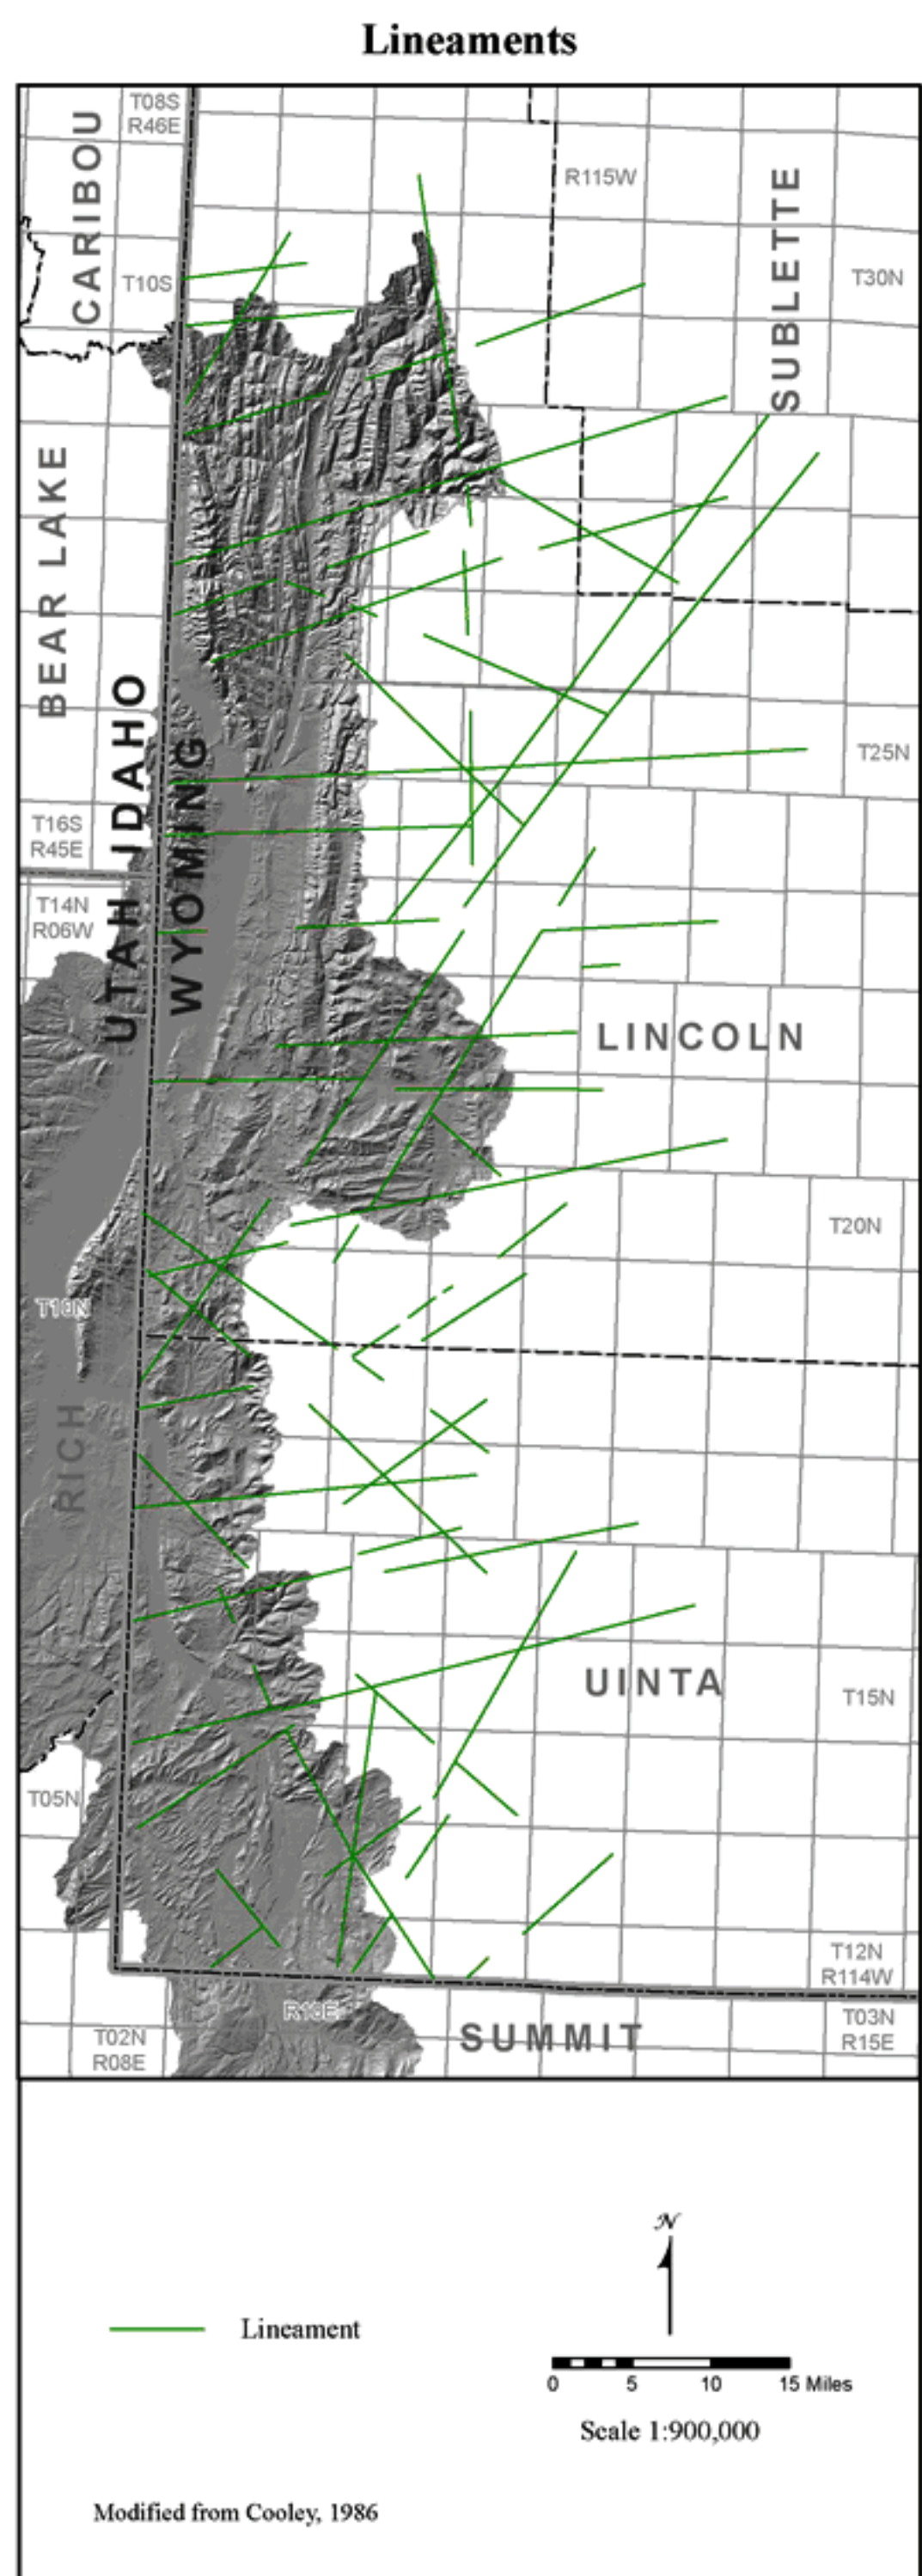 Lineaments
T08S
R46E
CARIBOU
R115W
SUBLETTE
T10S
T30N
BEAR LAKE
IDAHO
UTAH
WYOMING
T25N
T16S
R45E
T14N
R06W
LINCOLN
T20N
T10N
RICH
UINTA
T15N
T05N
T12N
R114W
R10E
T03N
R15E
SUMMIT
T02N
R08E
N
Lineament
0 5 10 15 Miles
Scale 1:900,000
Modified from Cooley, 1986